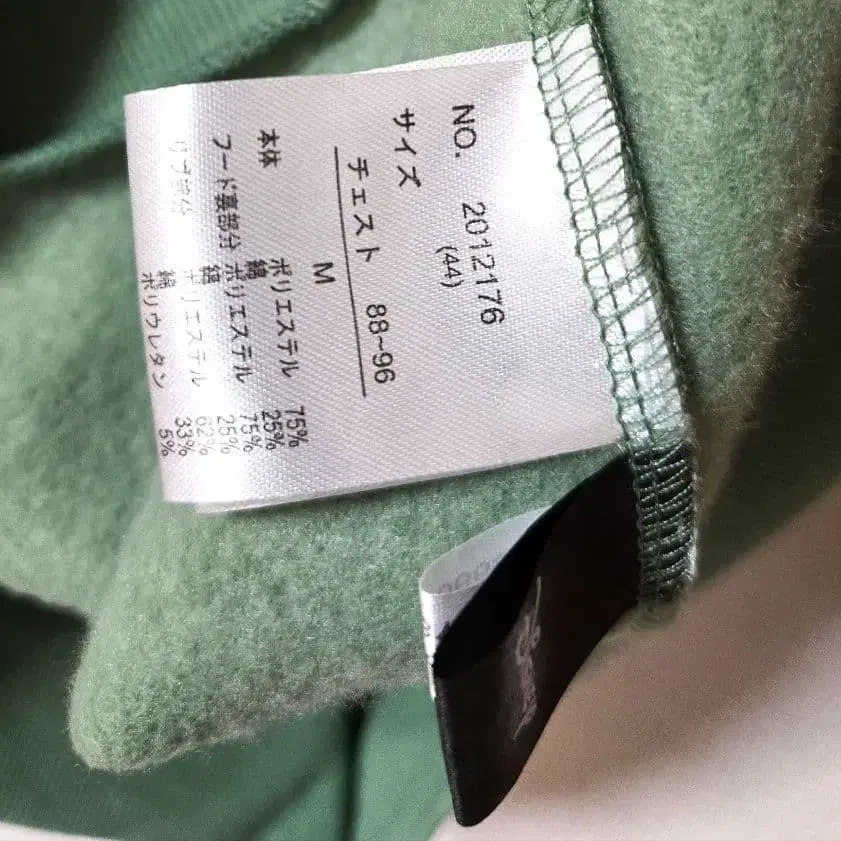 NO. 2012176
(44)
サイズ
チェスト 88~96
M
本体 ポリエステル 75%
綿 25%
フード裏部分 ポリエステル 75%
綿 25%
リブ部分 ポリエステル 62%
綿 33%
ポリウレタン 5%